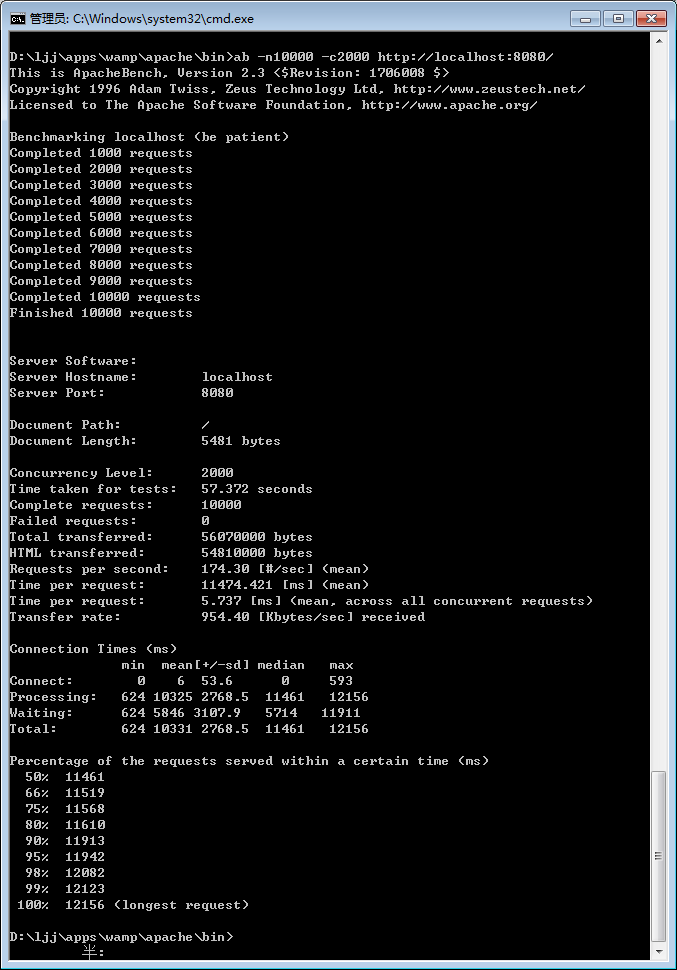 管理员: C:\Windows\system32\cmd.exe
D:\ljj\apps\wamp\apache\bin>ab -n10000 -c2000 http://localhost:8080/
This is ApacheBench, Version 2.3 <$Revision: 1706008 $>
Copyright 1996 Adam Twiss, Zeus Technology Ltd, http://www.zeustech.net/
Licensed to The Apache Software Foundation, http://www.apache.org/
Benchmarking localhost (be patient)
Completed 1000 requests
Completed 2000 requests
Completed 3000 requests
Completed 4000 requests
Completed 5000 requests
Completed 6000 requests
Completed 7000 requests
Completed 8000 requests
Completed 9000 requests
Completed 10000 requests
Finished 10000 requests
Server Software:
Server Hostname:        localhost
Server Port:            8080
Document Path:          /
Document Length:        5481 bytes
Concurrency Level:      2000
Time taken for tests:   57.372 seconds
Complete requests:      10000
Failed requests:        0
Total transferred:      56070000 bytes
HTML transferred:       54810000 bytes
Requests per second:    174.30 [#/sec] (mean)
Time per request:       11474.421 [ms] (mean)
Time per request:       5.737 [ms] (mean, across all concurrent requests)
Transfer rate:          954.40 [Kbytes/sec] received
Connection Times (ms)
              min  mean[+/-sd] median   max
Connect:        0    6  53.6      0     593
Processing:   624 10325 2768.5  11461   12156
Waiting:      624 5846 3107.9   5714   11911
Total:        624 10331 2768.5  11461   12156
Percentage of the requests served within a certain time (ms)
  50%  11461
  66%  11519
  75%  11568
  80%  11610
  90%  11913
  95%  11942
  98%  12082
  99%  12123
 100%  12156 (longest request)
D:\ljj\apps\wamp\apache\bin>
半: